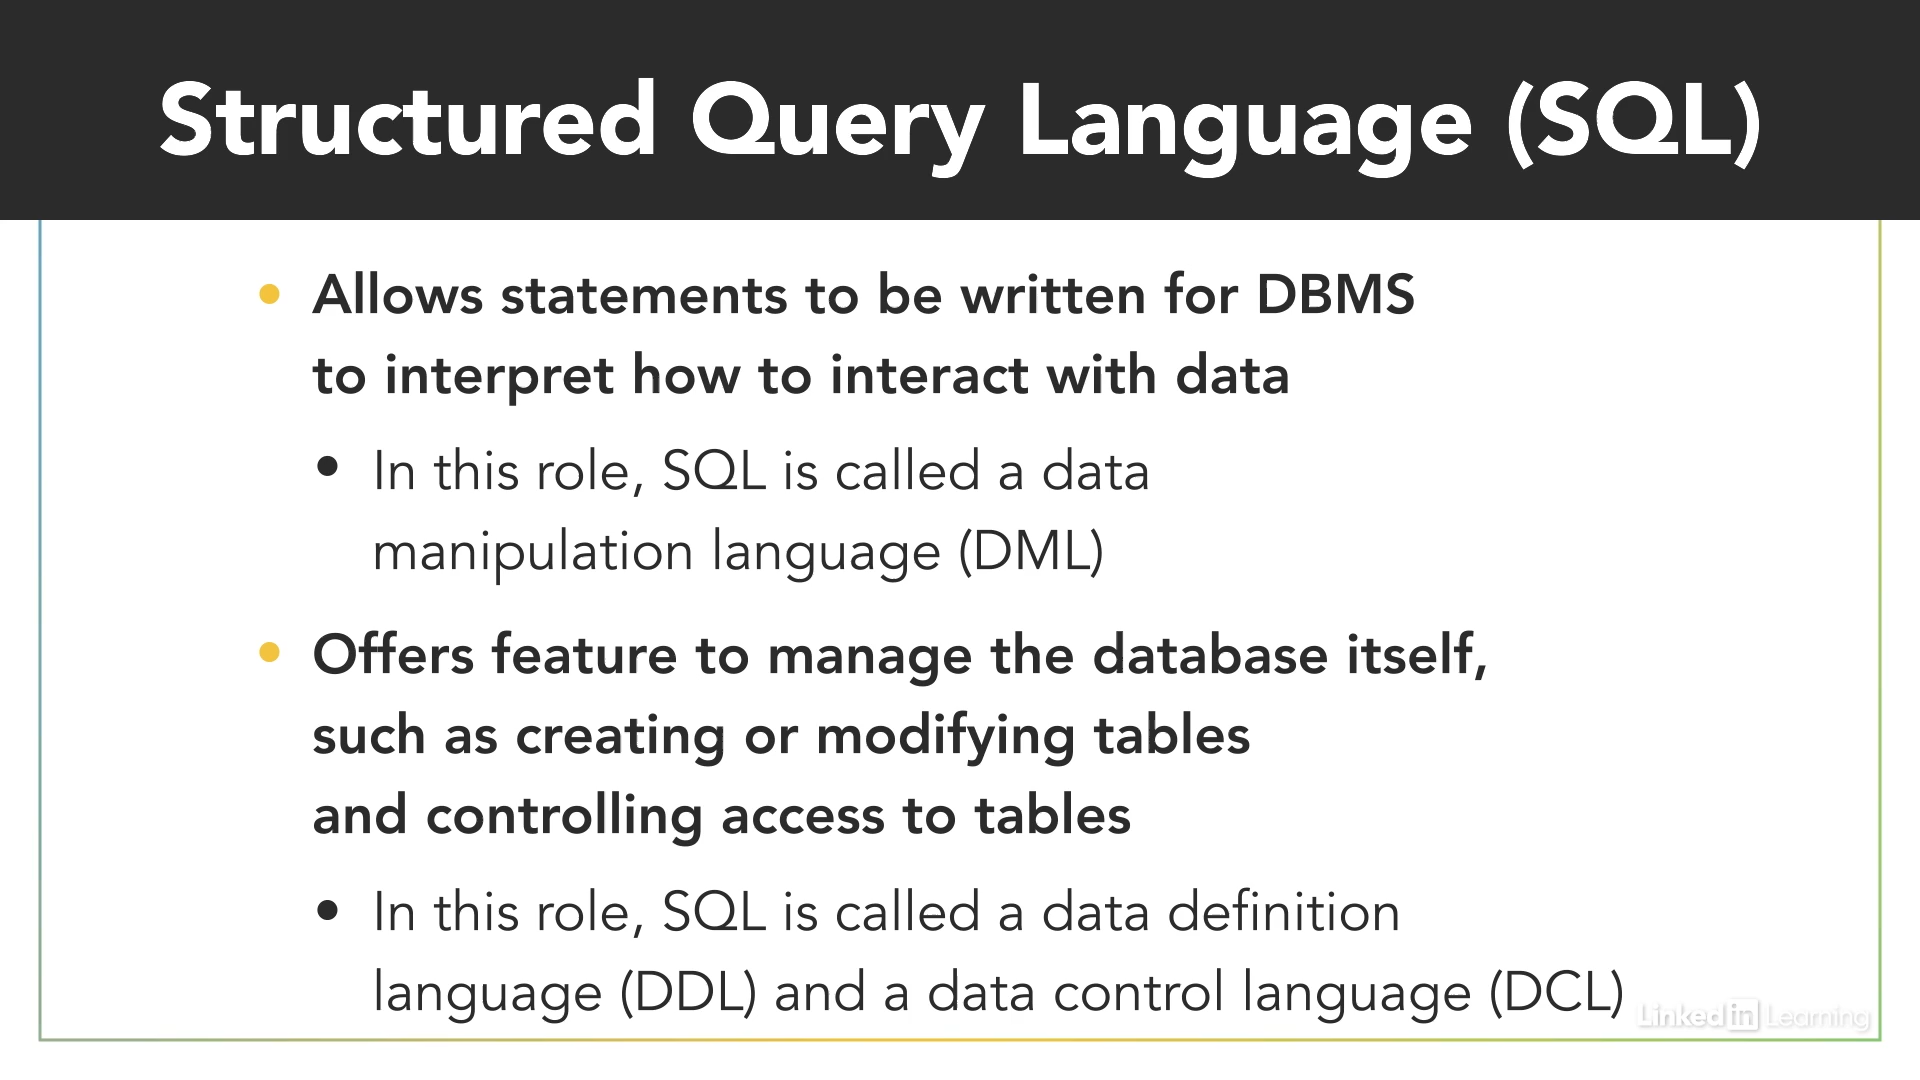 Structured Query Language (SQL)
• Allows statements to be written for DBMS
to interpret how to interact with data
• In this role, SQL is called a data
manipulation language (DML)
• Offers feature to manage the database itself,
such as creating or modifying tables
and controlling access to tables
• In this role, SQL is called a data definition
language (DDL) and a data control language (DCL)
Linked in Learning